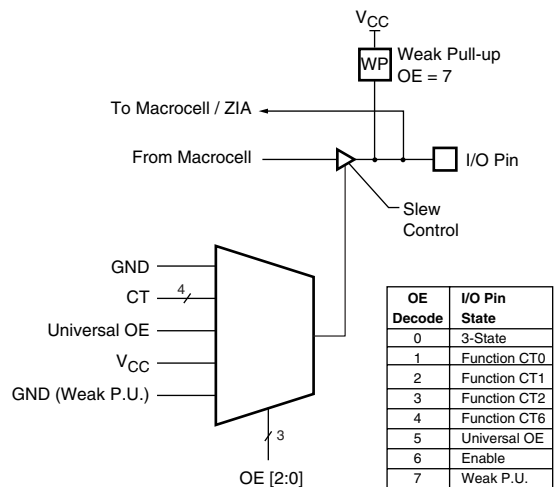 VCC
WP
Weak Pull-up
OE = 7
To Macrocell / ZIA
From Macrocell
I/O Pin
Slew
Control
GND
4
CT
Universal OE
VCC
GND (Weak P.U.)
3
OE [2:0]
OE Decode I/O Pin State
0 3-State
1 Function CT0
2 Function CT1
3 Function CT2
4 Function CT6
5 Universal OE
6 Enable
7 Weak P.U.